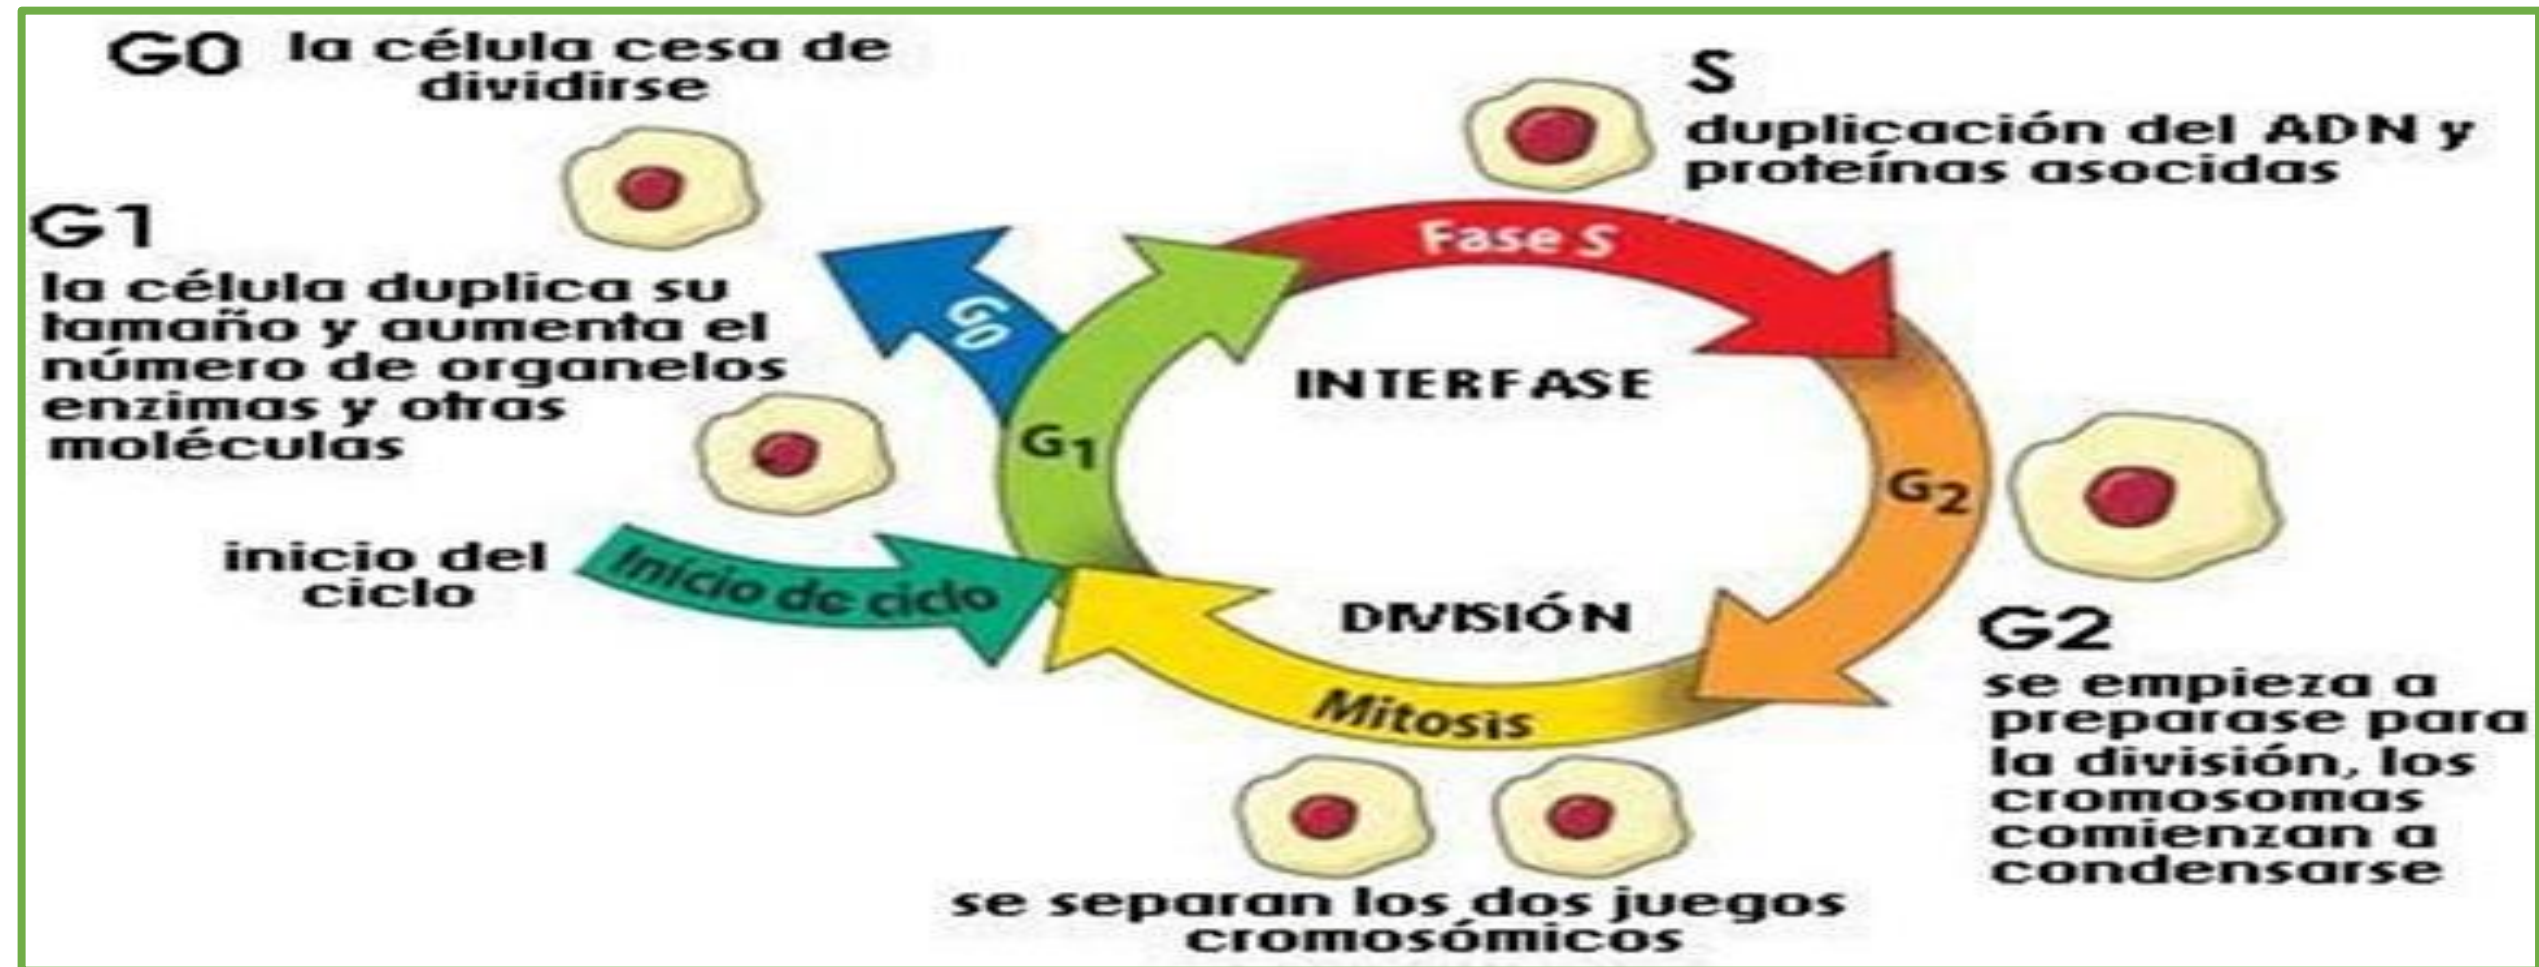 G0 la célula cesa de
dividirse
S
duplicación del ADN y
proteínas asocidas
G1
la célula duplica su
tamaño y aumenta el
número de organelos
enzimas y otras
moléculas
G0
Fase S
INTERFASE
G1
G2
inicio del
ciclo
Início de ciclo
DIVISIÓN
Mitosis
G2
se empieza a
preparase para
la división, los
cromosomas
comienzan a
condensarse
se separan los dos juegos
cromosómicos